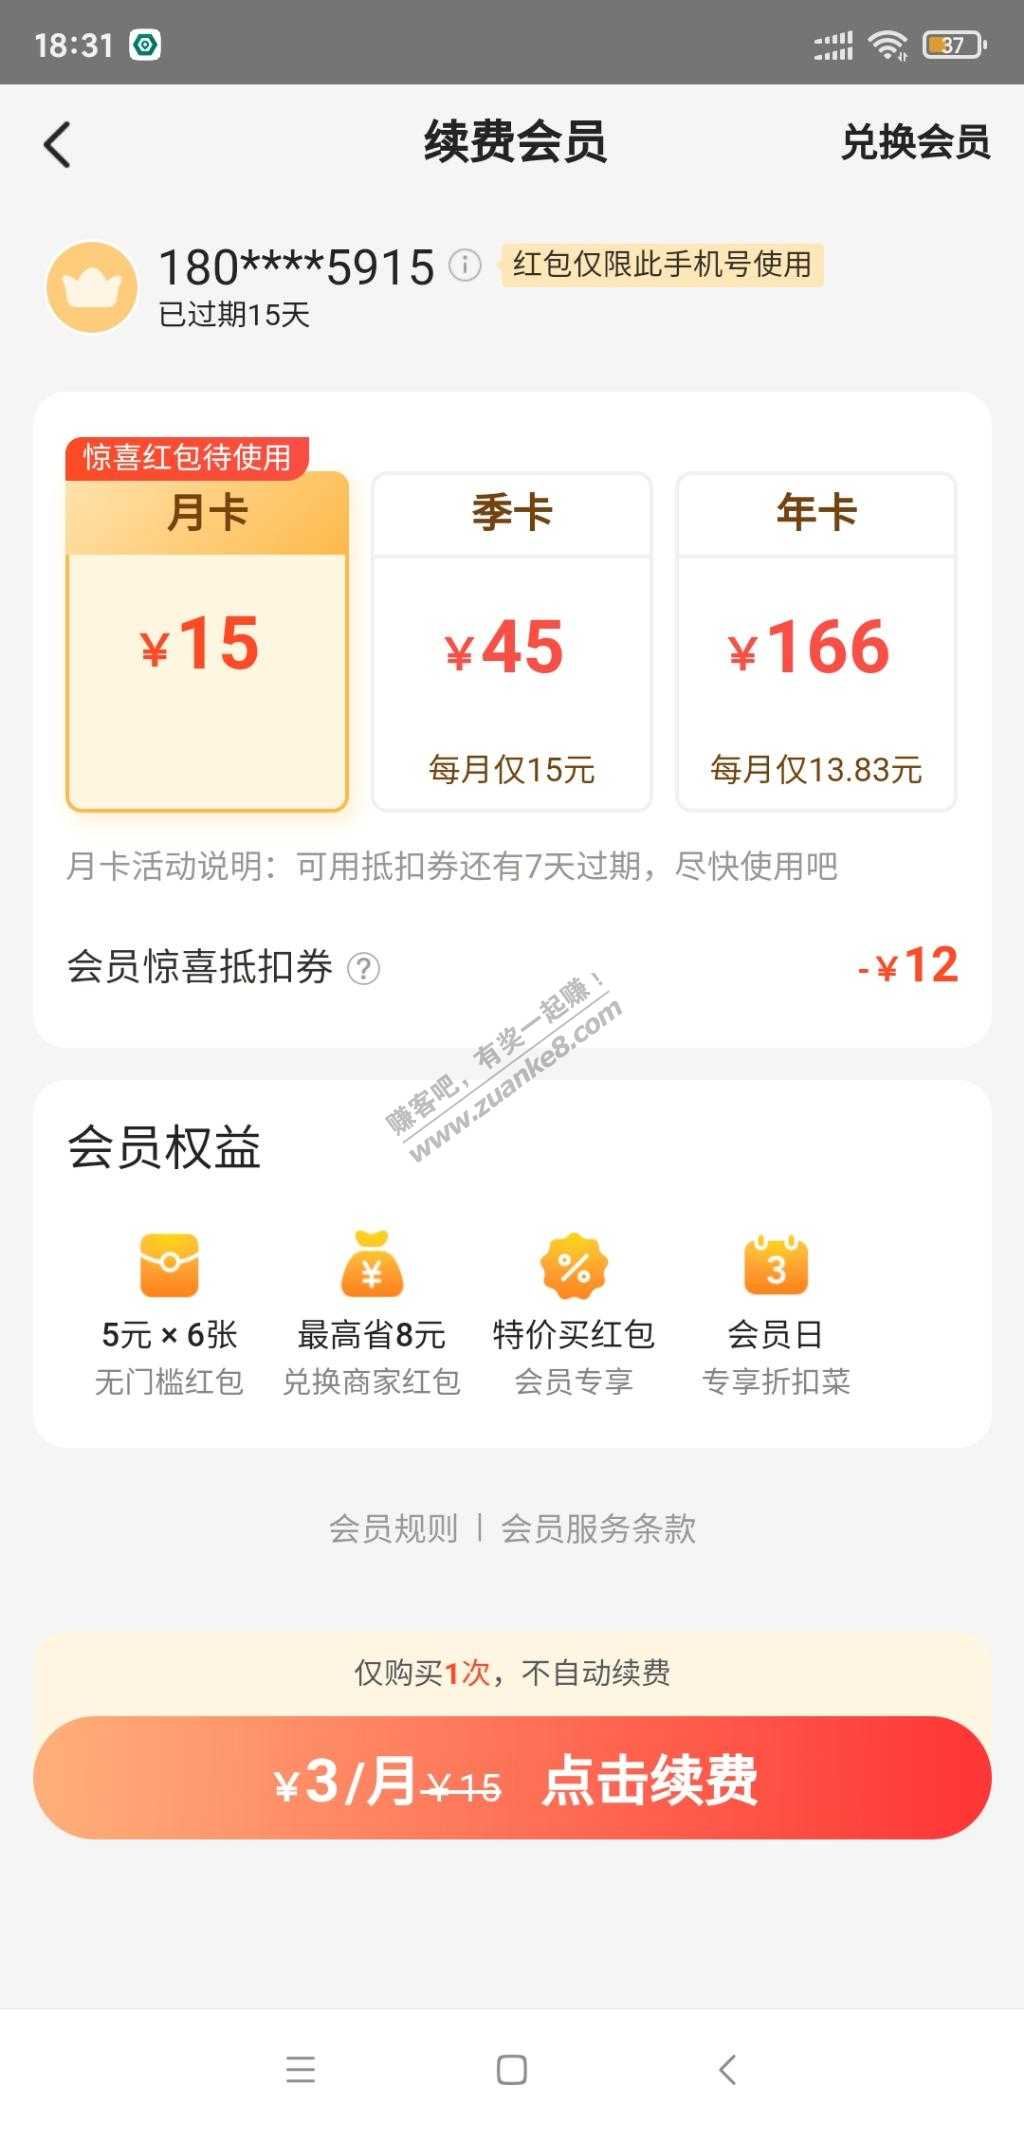 18:31
37
续费会员
兑换会员
180****5915
红包仅限此手机号使用
已过期15天
惊喜红包待使用
月卡
季卡
年卡
¥15
¥45
¥166
每月仅15元
每月仅13.83元
月卡活动说明：可用抵扣券还有7天过期，尽快使用吧
会员惊喜抵扣券 ?
-¥12
赚客吧，有奖一起赚！
www.zuanke8.com
会员权益
¥
%
3
5元 × 6张
最高省8元
特价买红包
会员日
无门槛红包
兑换商家红包
会员专享
专享折扣菜
会员规则 | 会员服务条款
仅购买1次，不自动续费
¥3/月 ¥15 点击续费